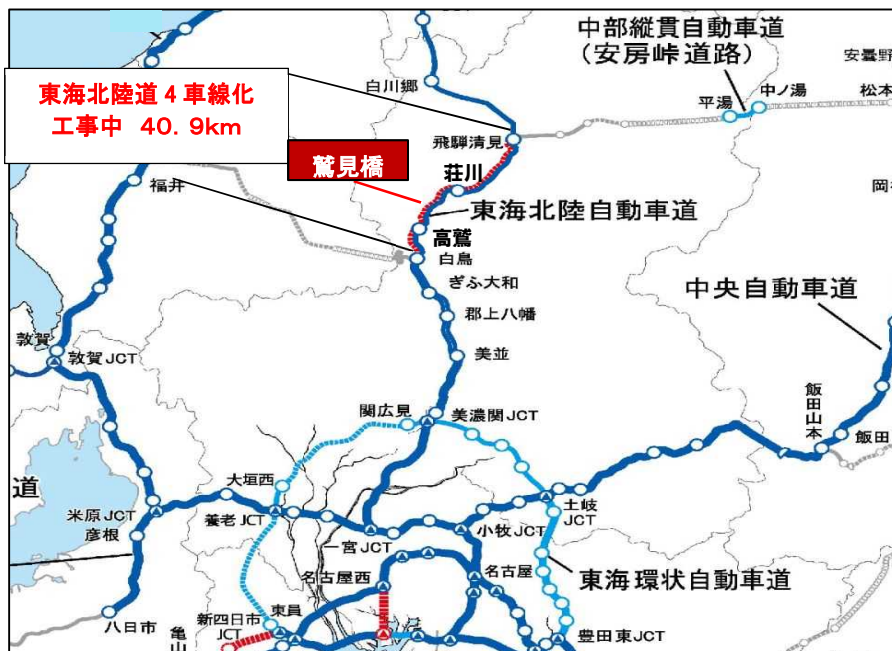 中部縦貫自動車道
(安房峠道路)
安曇野
白川郷
東海北陸道4車線化
工事中 40.9km
平湯
中ノ湯
松本
飛騨清見
鷲見橋
荘川
福井
東海北陸自動車道
高鷲
白鳥
ぎふ大和
中央自動車道
郡上八幡
敦賀
敦賀JCT
美並
飯田山本
飯田
関広見
美濃関JCT
大垣西
道
米原JCT
養老JCT
土岐
JCT
彦根
一宮JCT
小牧JCT
名古屋西
名古屋
東海環状自動車道
八日市
新四日市
JCT
東員
亀山
豊田東JCT